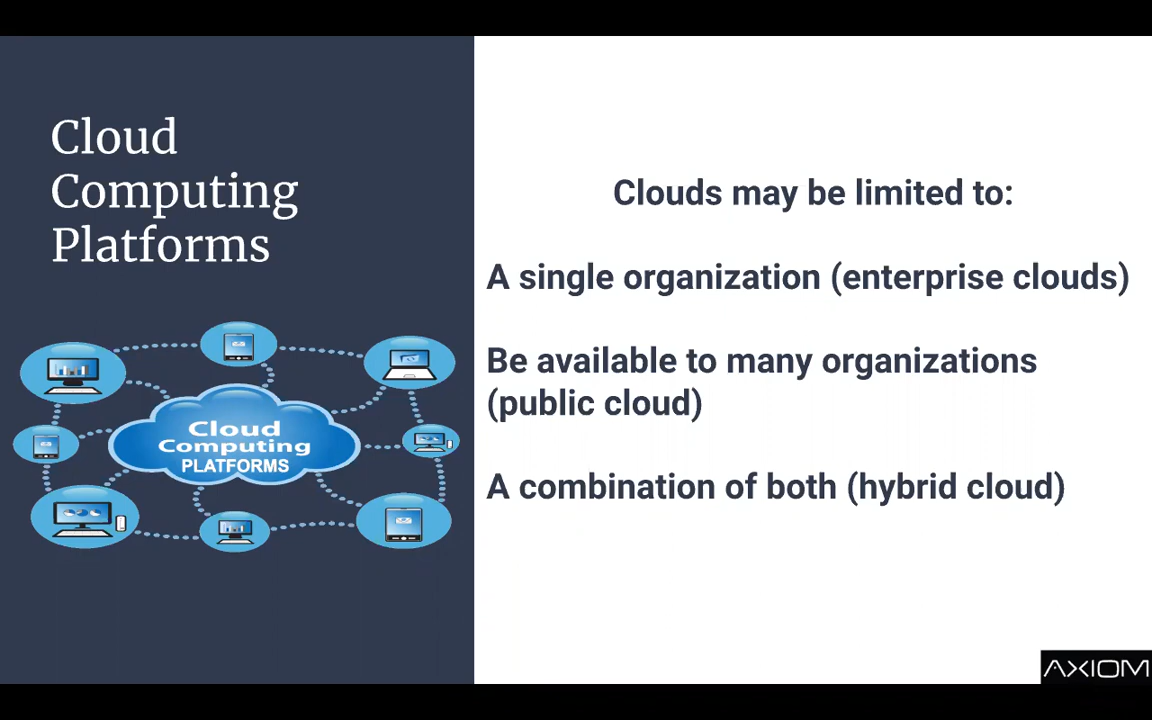 Cloud
Computing
Platforms
Cloud
Computing
PLATFORMS
Clouds may be limited to:
A single organization (enterprise clouds)
Be available to many organizations
(public cloud)
A combination of both (hybrid cloud)
AXIOM